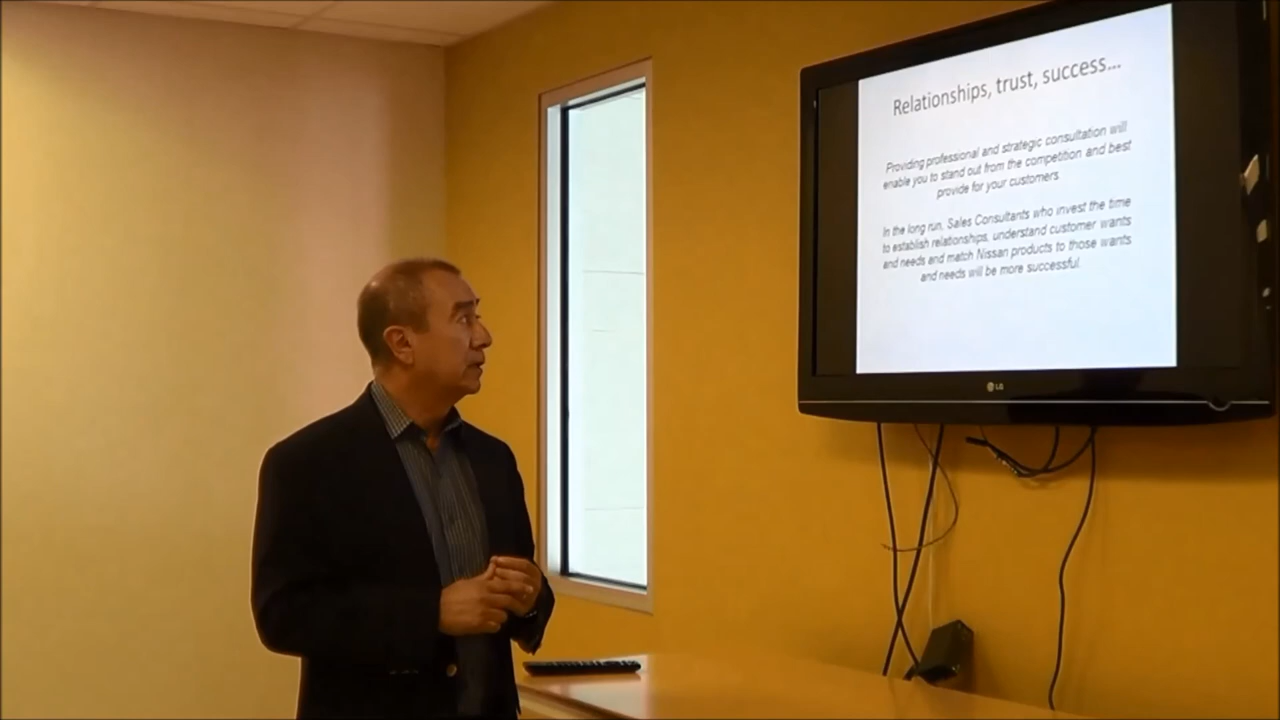 Relationships, trust, success...
Providing professional and strategic consultation will
enable you to stand out from the competition and best
provide for your customers
In the long run, Sales Consultants who invest the time
to establish relationships, understand customer wants
and needs and match Nissan products to those wants
and needs will be more successful.
LG